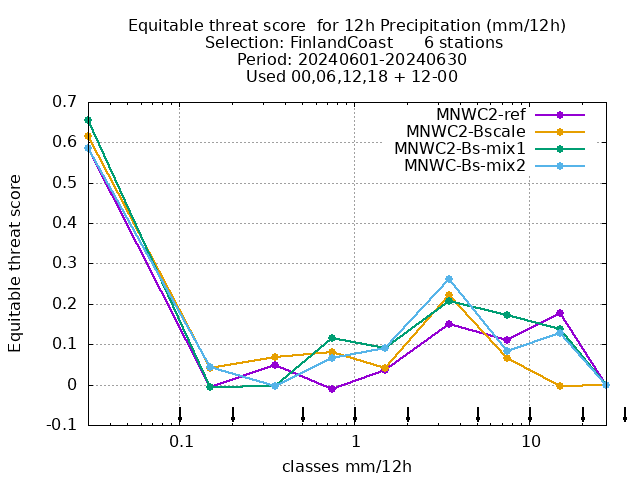 Equitable threat score  for 12h Precipitation (mm/12h)
Selection: FinlandCoast      6 stations
Period: 20240601-20240630
Used 00,06,12,18 + 12-00
MNWC2-ref
MNWC2-Bscale
MNWC2-Bs-mix1
MNWC-Bs-mix2
Equitable threat score
0.7
0.6
0.5
0.4
0.3
0.2
0.1
0
-0.1
0.1
1
10
classes mm/12h